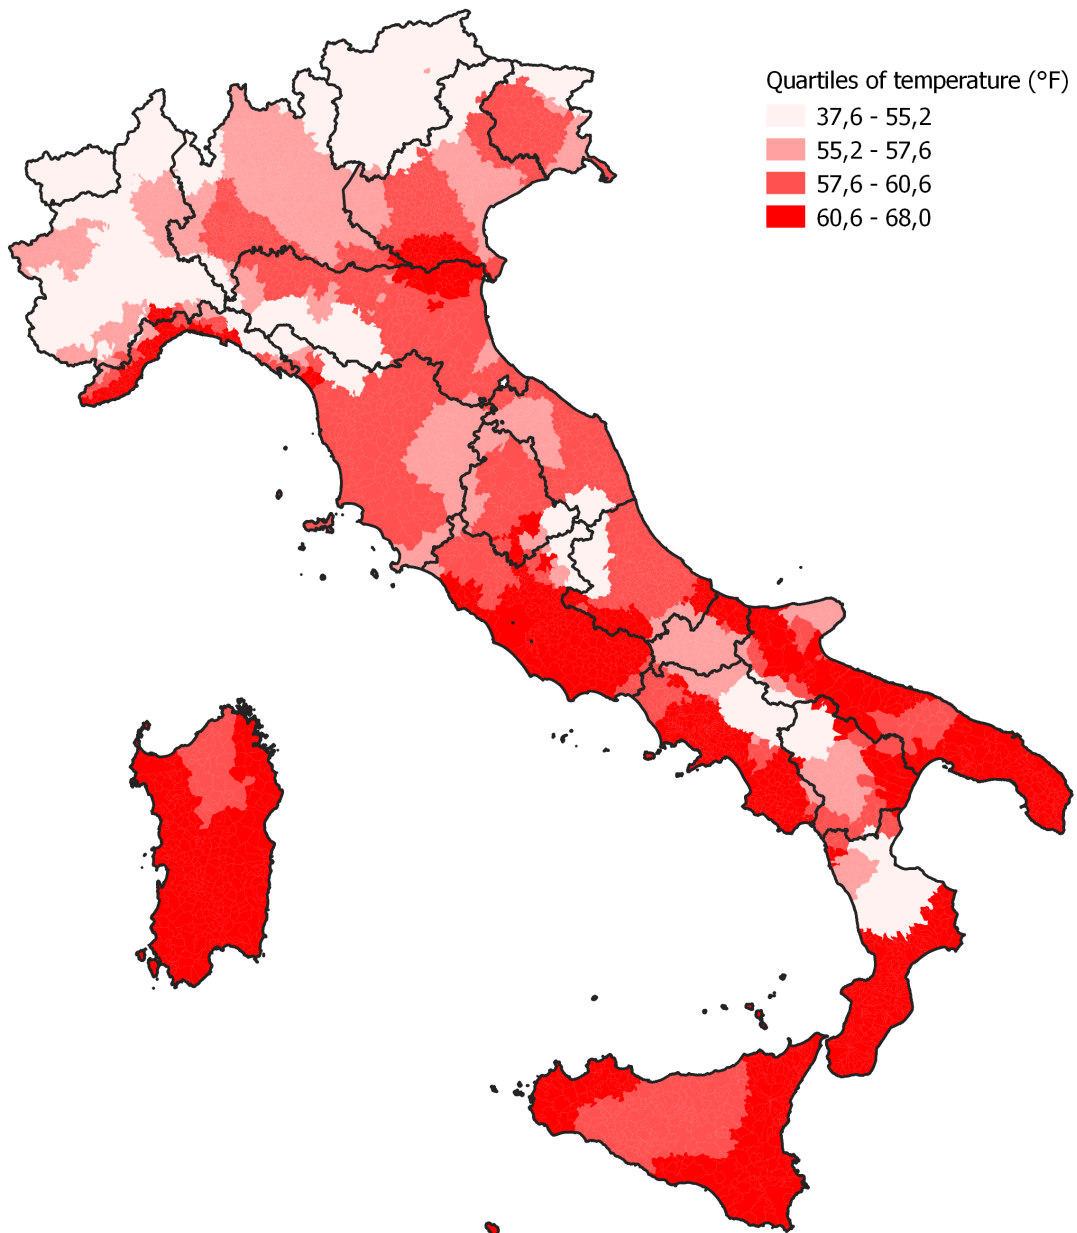 Quartiles of temperature (°F)
37,6 - 55,2
55,2 - 57,6
57,6 - 60,6
60,6 - 68,0